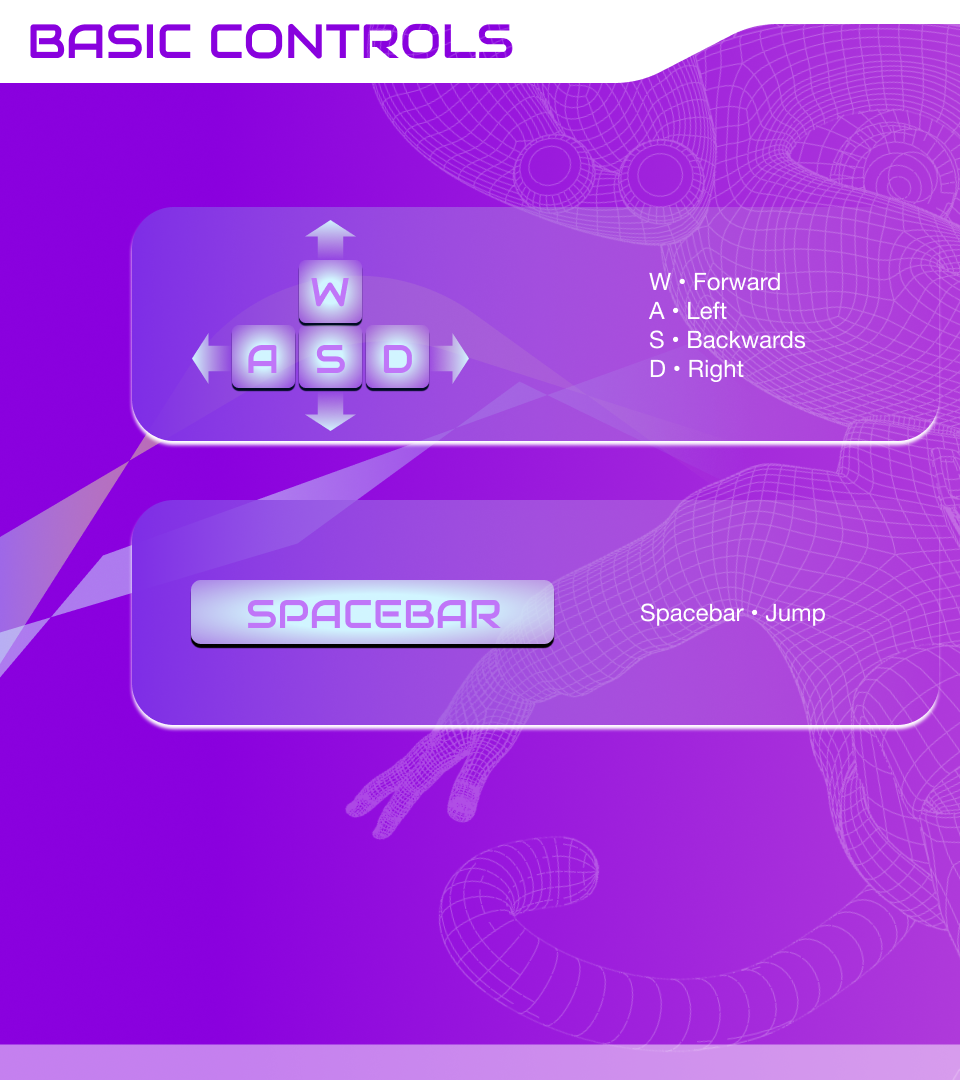 BASIC CONTROLS
W
A S D
W • Forward
A • Left
S • Backwards
D • Right
SPACEBAR
Spacebar • Jump